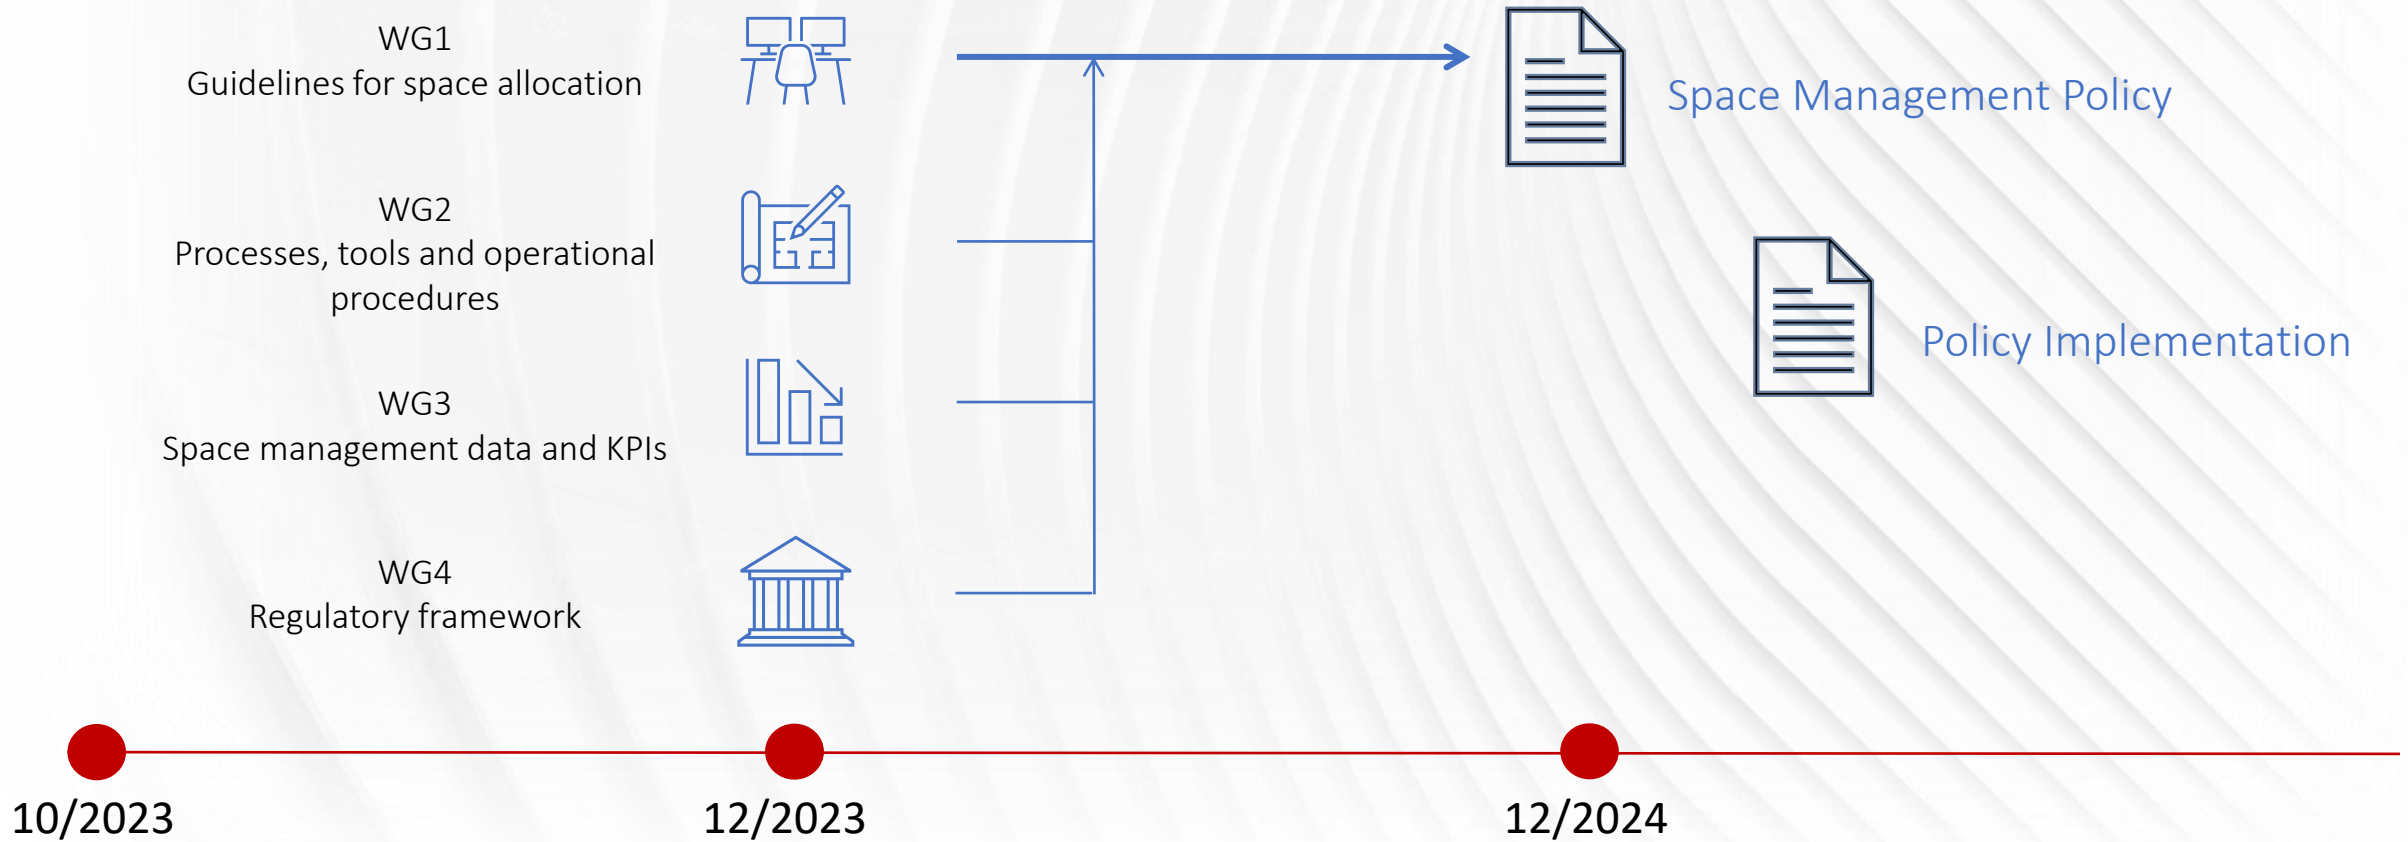 WG1
Guidelines for space allocation
Space Management Policy
WG2
Processes, tools and operational
procedures
Policy Implementation
WG3
Space management data and KPIs
WG4
Regulatory framework
10/2023
12/2023
12/2024